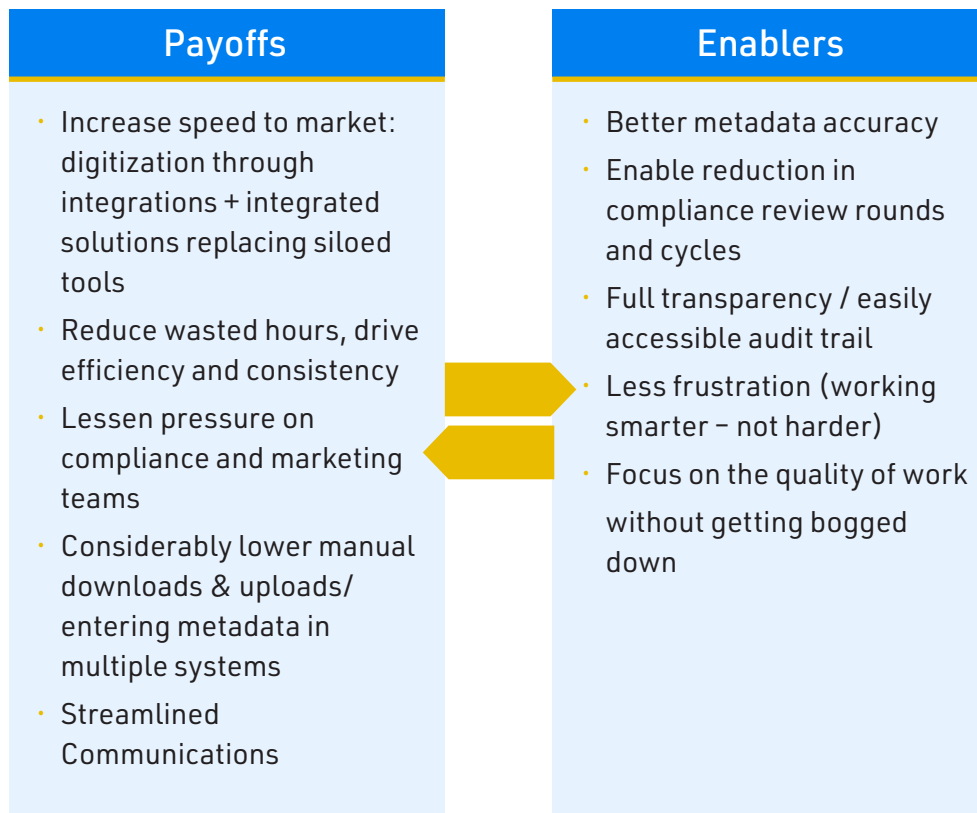 Payoffs
· Increase speed to market:
digitization through
integrations + integrated
solutions replacing siloed
tools
· Reduce wasted hours, drive
efficiency and consistency
· Lessen pressure on
compliance and marketing
teams
· Considerably lower manual
downloads & uploads/
entering metadata in
multiple systems
· Streamlined
Communications
Enablers
· Better metadata accuracy
· Enable reduction in
compliance review rounds
and cycles
· Full transparency / easily
accessible audit trail
· Less frustration (working
smarter – not harder)
· Focus on the quality of work
without getting bogged
down